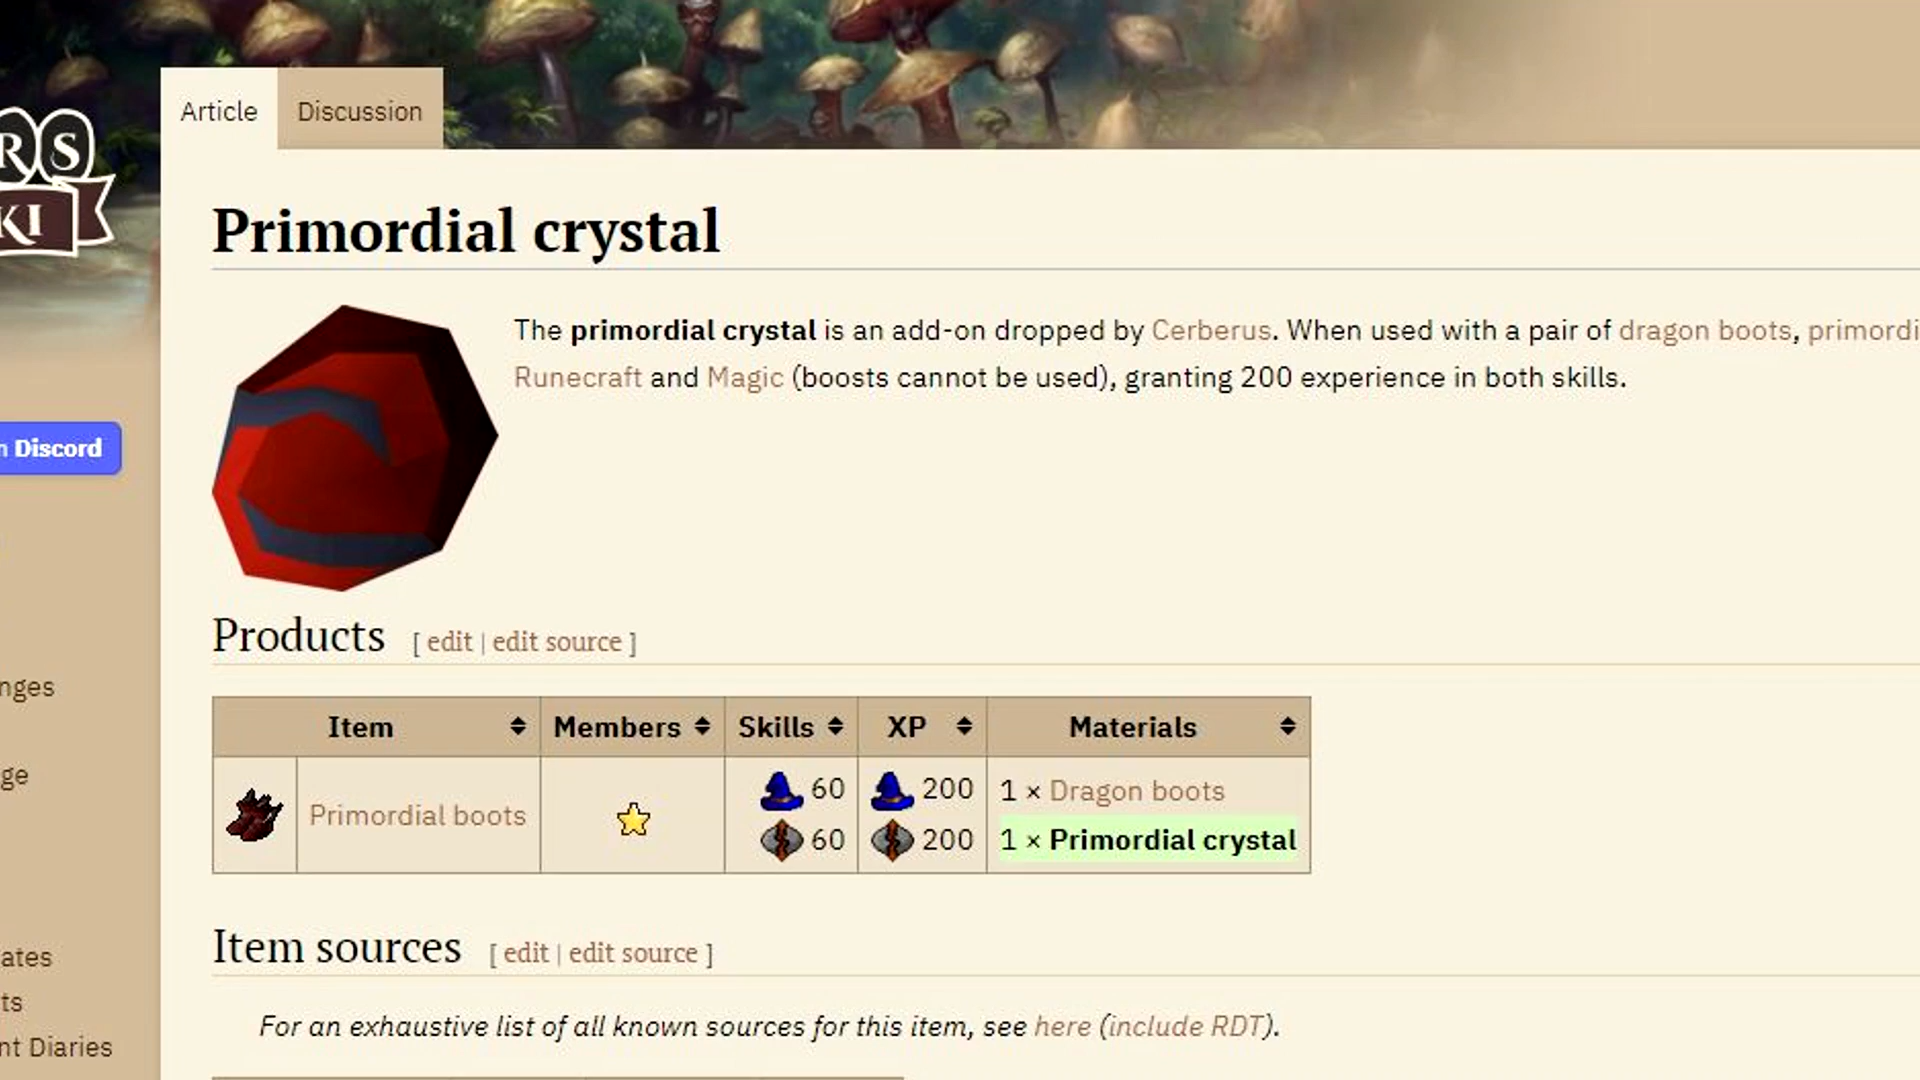 Article
Discussion
RS
KI
Primordial crystal
The primordial crystal is an add-on dropped by Cerberus. When used with a pair of dragon boots, primordi
Runecraft and Magic (boosts cannot be used), granting 200 experience in both skills.
n Discord
Products [ edit | edit source ]
nges
Item Members Skills XP Materials
ge
Primordial boots
60 200 1 × Dragon boots
60 200 1 × Primordial crystal
Item sources [ edit | edit source ]
ates
ts
For an exhaustive list of all known sources for this item, see here (include RDT).
nt Diaries